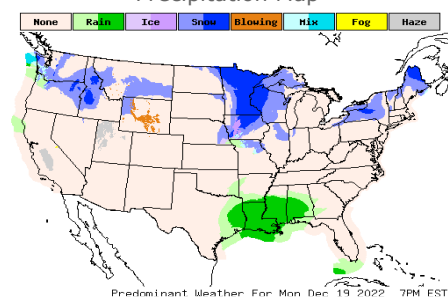 Precipitation Map
None Rain Ice Snow Blowing Mix Fog Haze
Predominant Weather For Mon Dec 19 2022 7PM EST